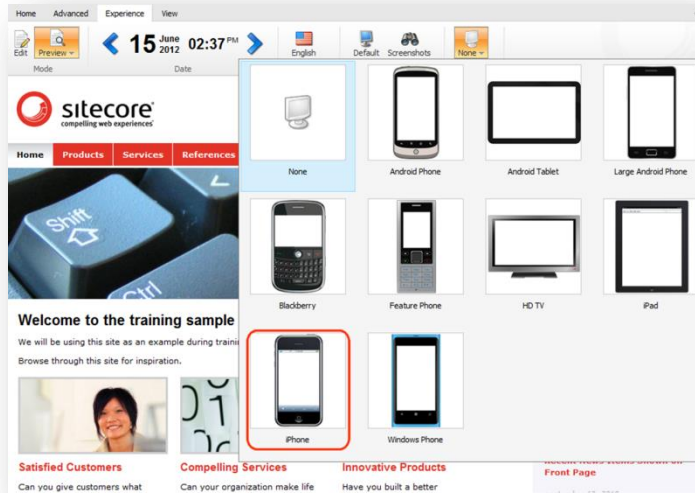 Home Advanced Experience View
Edit Preview
15 June 2012 02:37 PM
English
Default Screenshots
None
Mode Date
sitecore
compelling web experiences
Home Products Services References
None Android Phone Android Tablet Large Android Phone
Shift
Ctrl
Blackberry Feature Phone HD TV iPad
Welcome to the training sample
We will be using this site as an example during traini
Browse through this site for inspiration.
iPhone Windows Phone
Satisfied Customers
Can you give customers what
Compelling Services
Can your organization make life
Innovative Products
Have you built a better
Front Page